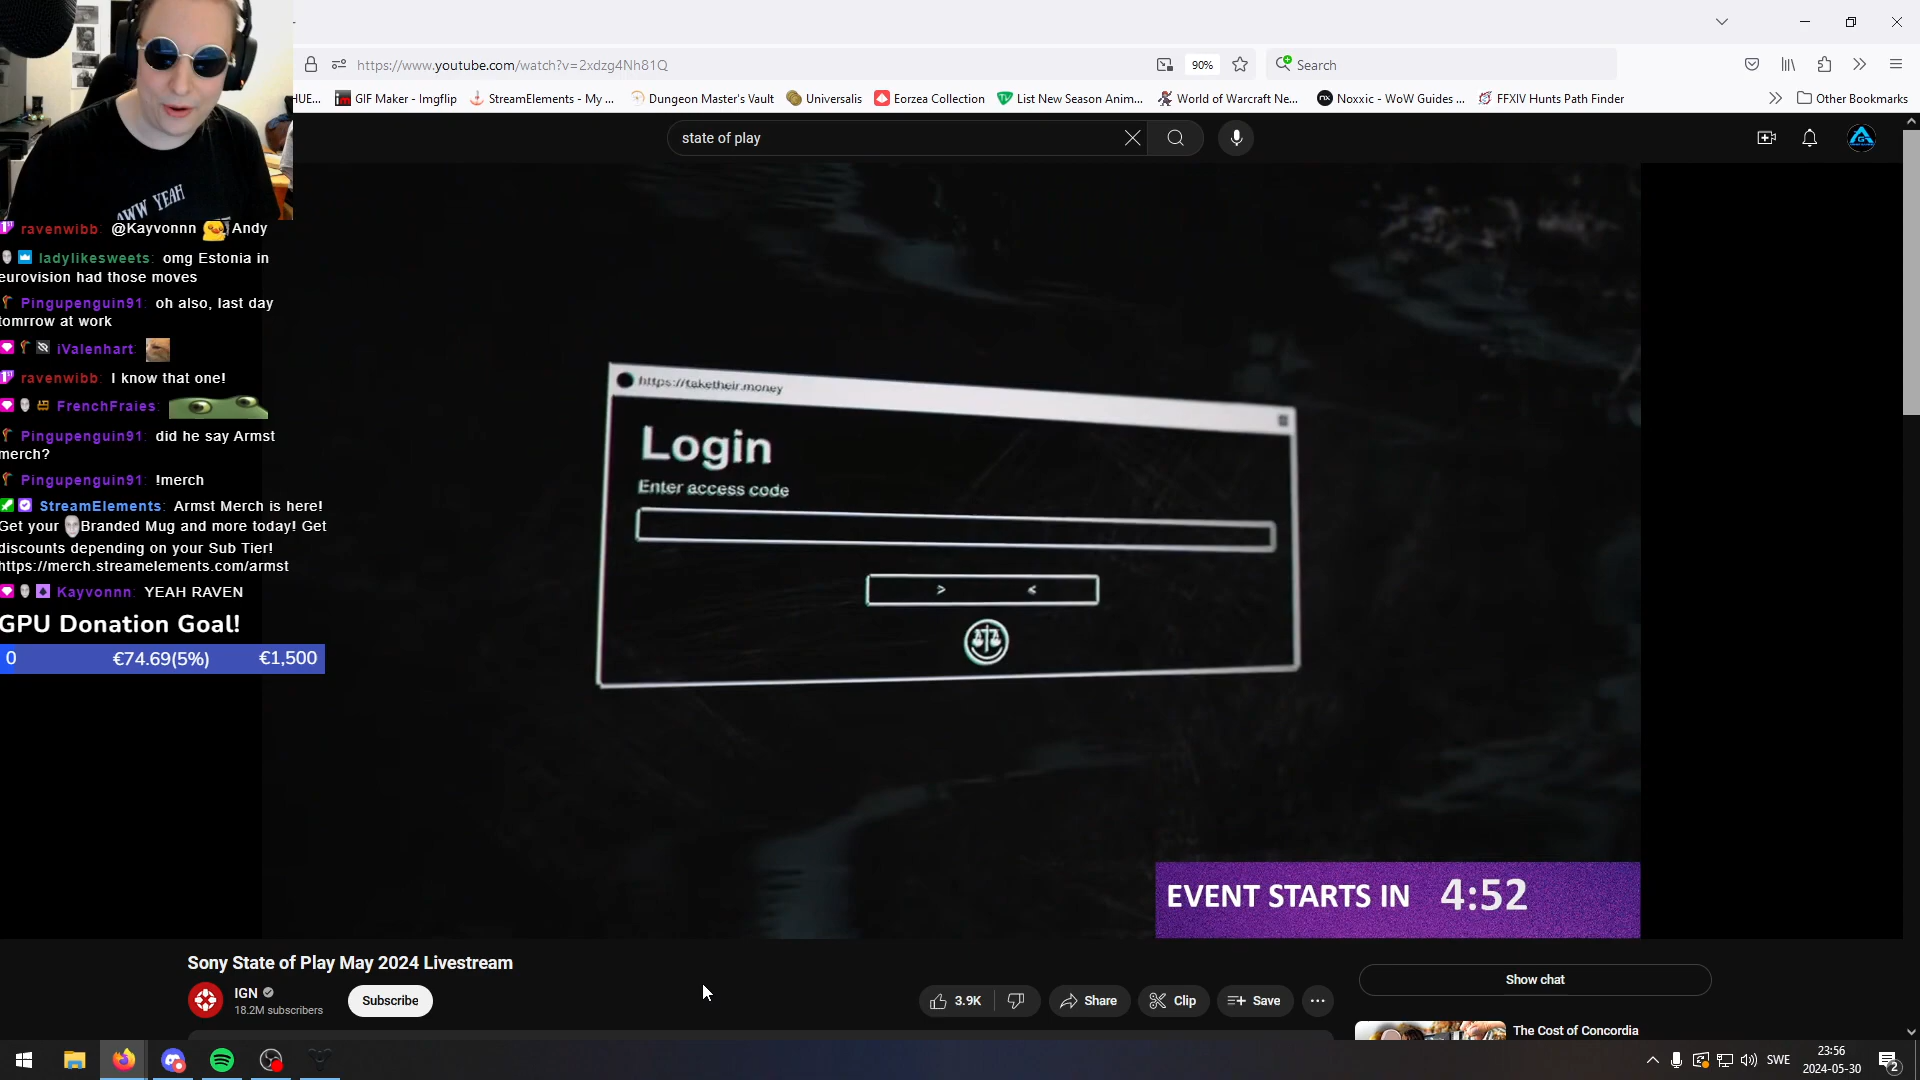 https://www.youtube.com/watch?v=2xdzg4Nh81Q
90%
Search
HUE...
GIF Maker - Imgflip
StreamElements - My ...
Dungeon Master's Vault
Universalis
Eorzea Collection
List New Season Anim...
World of Warcraft Ne...
Noxxic - WoW Guides ...
FFXIV Hunts Path Finder
Other Bookmarks
state of play
AWW YEAH
ravenwibb: @Kayvonnn Andy
ladylikesweets: omg Estonia in
eurovision had those moves
Pingupenguin91: oh also, last day
tomrrow at work
iValenhart:
ravenwibb: I know that one!
FrenchFraies:
Pingupenguin91: did he say Armst
merch?
Pingupenguin91: !merch
StreamElements: Armst Merch is here!
Get your Branded Mug and more today! Get
discounts depending on your Sub Tier!
https://merch.streamelements.com/armst
Kayvonnn: YEAH RAVEN
GPU Donation Goal!
0 €74.69(5%) €1,500
https://taketheir.money
Login
Enter access code
> <
EVENT STARTS IN 4:52
Sony State of Play May 2024 Livestream
IGN
18.2M subscribers
Subscribe
3.9K
Share
Clip
Save
Show chat
The Cost of Concordia
SWE
23:56
2024-05-30
2